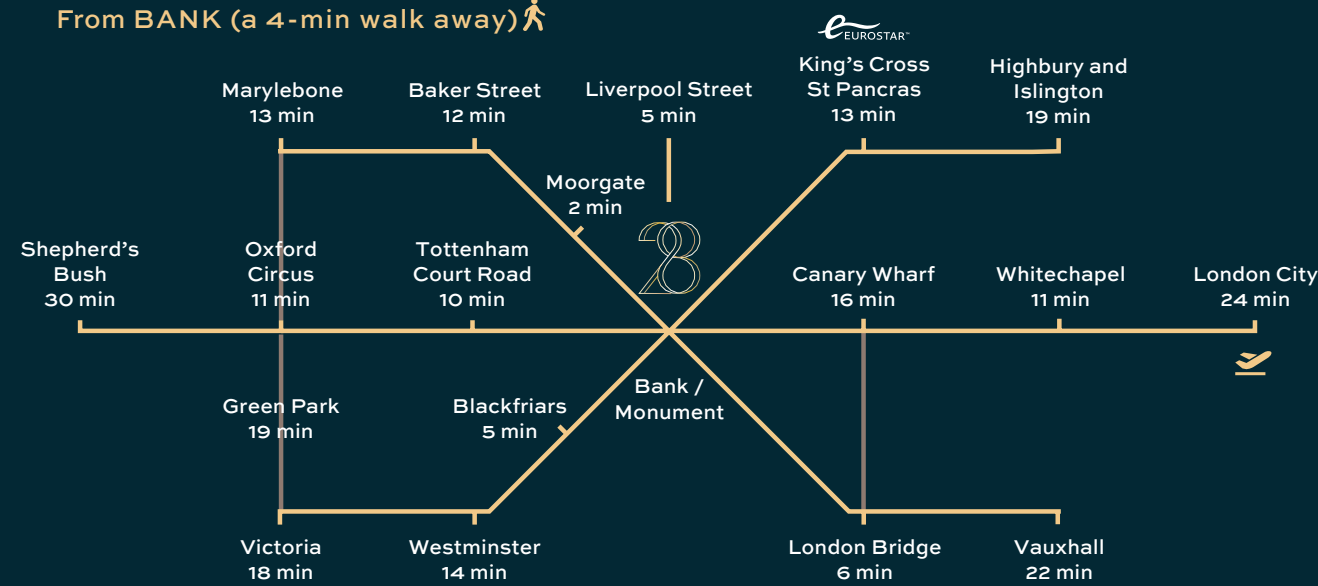 From BANK (a 4-min walk away)
EUROSTAR™
Marylebone
13 min
Baker Street
12 min
Liverpool Street
5 min
King's Cross
St Pancras
13 min
Highbury and
Islington
19 min
Moorgate
2 min
28
Shepherd's
Bush
30 min
Oxford
Circus
11 min
Tottenham
Court Road
10 min
Canary Wharf
16 min
Whitechapel
11 min
London City
24 min
Green Park
19 min
Blackfriars
5 min
Bank /
Monument
Victoria
18 min
Westminster
14 min
London Bridge
6 min
Vauxhall
22 min